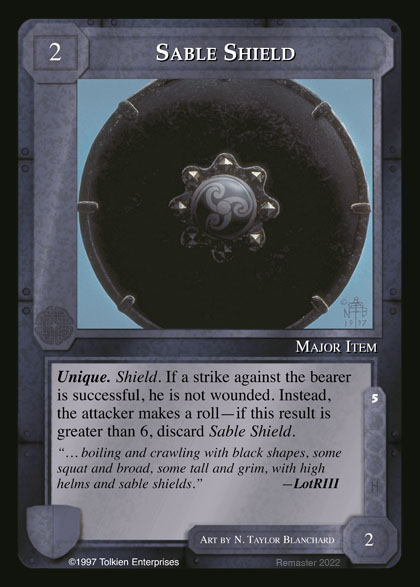 2
SABLE SHIELD
N B
1997
MAJOR ITEM
Unique. Shield. If a strike against the bearer
is successful, he is not wounded. Instead,
the attacker makes a roll—if this result is
greater than 6, discard Sable Shield.
5
“… boiling and crawling with black shapes, some
squat and broad, some tall and grim, with high
helms and sable shields.” —LotRIII
H
ART BY N. TAYLOR BLANCHARD
2
©1997 Tolkien Enterprises
Remaster 2022